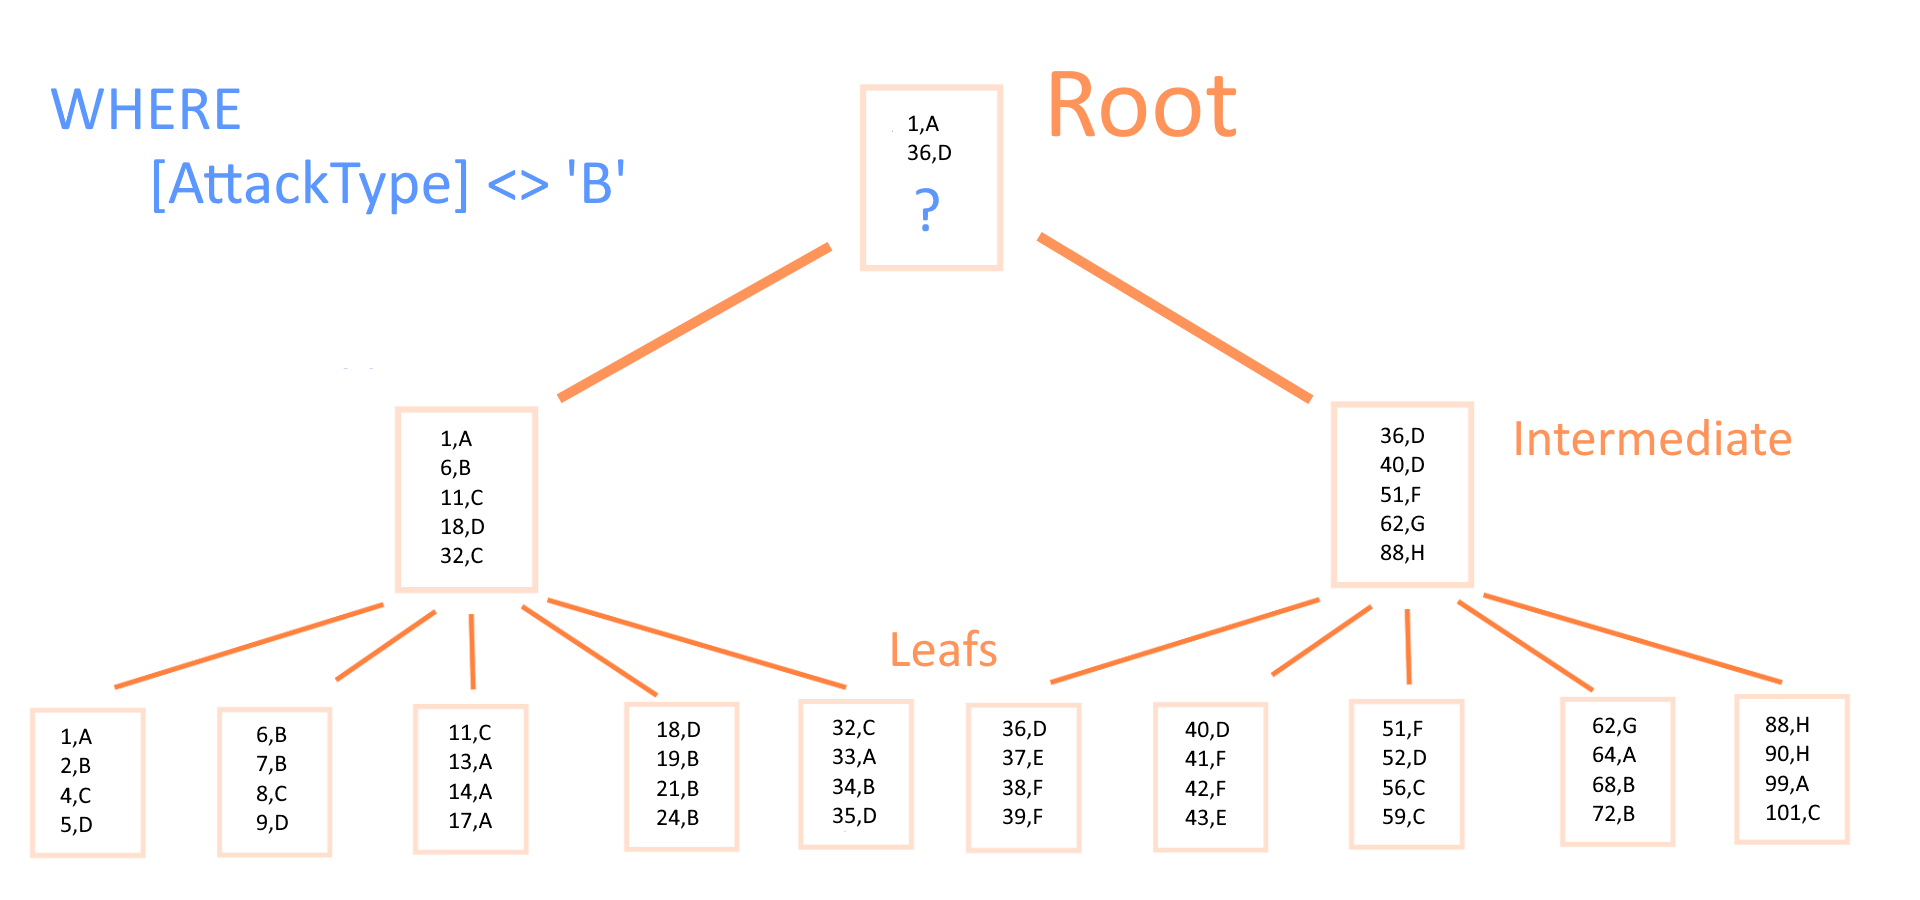 WHERE
[AttackType] <> 'B'
Root
1,A
36,D
?
1,A
6,B
11,C
18,D
32,C
36,D
40,D
51,F
62,G
88,H
Intermediate
Leafs
1,A
2,B
4,C
5,D
6,B
7,B
8,C
9,D
11,C
13,A
14,A
17,A
18,D
19,B
21,B
24,B
32,C
33,A
34,B
35,D
36,D
37,E
38,F
39,F
40,D
41,F
42,F
43,E
51,F
52,D
56,C
59,C
62,G
64,A
68,B
72,B
88,H
90,H
99,A
101,C